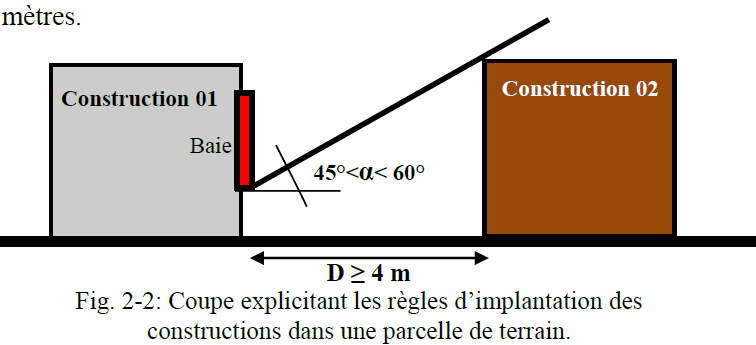 mètres.
Construction 01
Construction 02
Baie
45°<α< 60°
D ≥ 4 m
Fig. 2-2: Coupe explicitant les règles d’implantation des
constructions dans une parcelle de terrain.